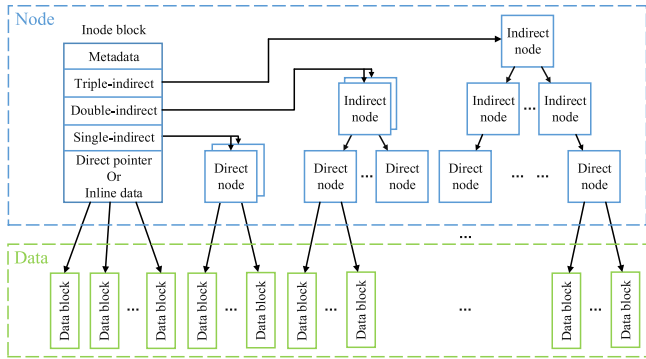 Node
Inode block
Metadata
Triple-indirect
Double-indirect
Single-indirect
Direct pointer
Or
Inline data
Indirect
node
Indirect
node
Indirect
node
...
Indirect
node
Direct
node
Direct
node
...
Direct
node
Direct
node
...
...
...
Direct
node
...
Data
Data block
Data block
...
Data block
Data block
...
Data block
Data block
...
Data block
...
Data block
...
Data block